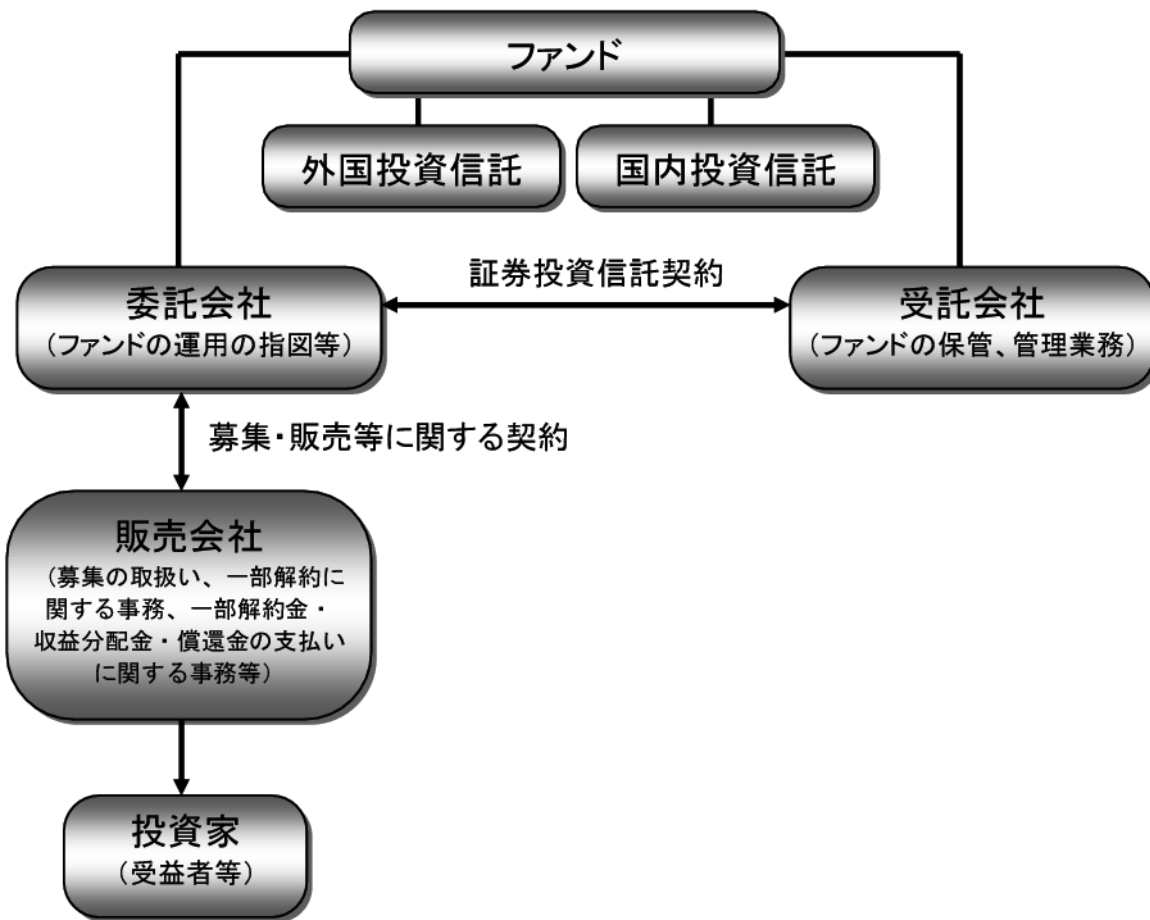 ファンド
外国投資信託
国内投資信託
証券投資信託契約
委託会社
（ファンドの運用の指図等）
受託会社
（ファンドの保管、管理業務）
募集・販売等に関する契約
販売会社
（募集の取扱い、一部解約に
関する事務、一部解約金・
収益分配金・償還金の支払い
に関する事務等）
投資家
（受益者等）